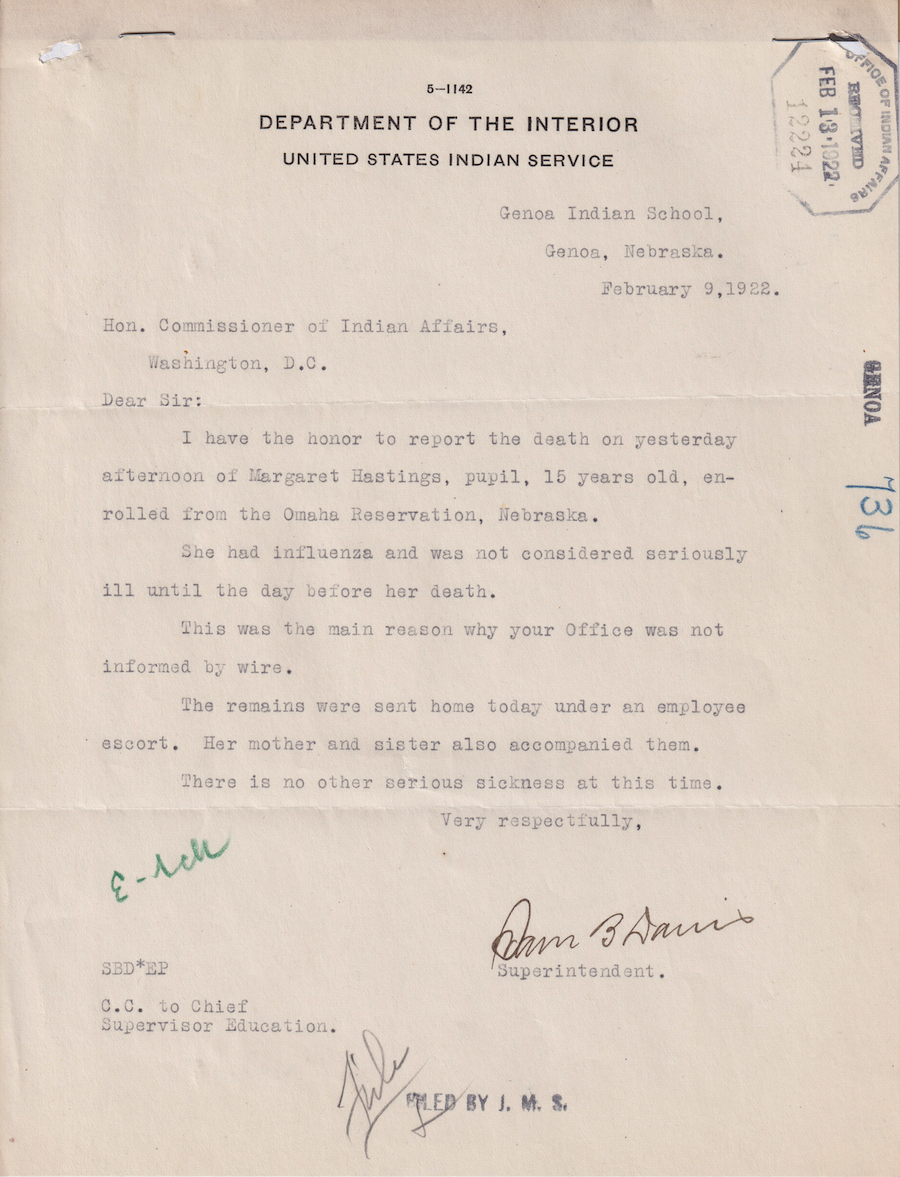 5—1142
DEPARTMENT OF THE INTERIOR
UNITED STATES INDIAN SERVICE
OFFICE OF INDIAN AFFAIRS
RECEIVED
FEB 13 1922
12224
Genoa Indian School,
Genoa, Nebraska.
February 9,1922.
Hon. Commissioner of Indian Affairs,
Washington, D.C.
Dear Sir:
GENOA
I have the honor to report the death on yesterday
afternoon of Margaret Hastings, pupil, 15 years old, en-
rolled from the Omaha Reservation, Nebraska.
736
She had influenza and was not considered seriously
ill until the day before her death.
This was the main reason why your Office was not
informed by wire.
The remains were sent home today under an employee
escort. Her mother and sister also accompanied them.
There is no other serious sickness at this time.
Very respectfully,
Sam B Davis
Superintendent.
SBD*EP
C.C. to Chief
Supervisor Education.
File
FILED BY J. M. S.